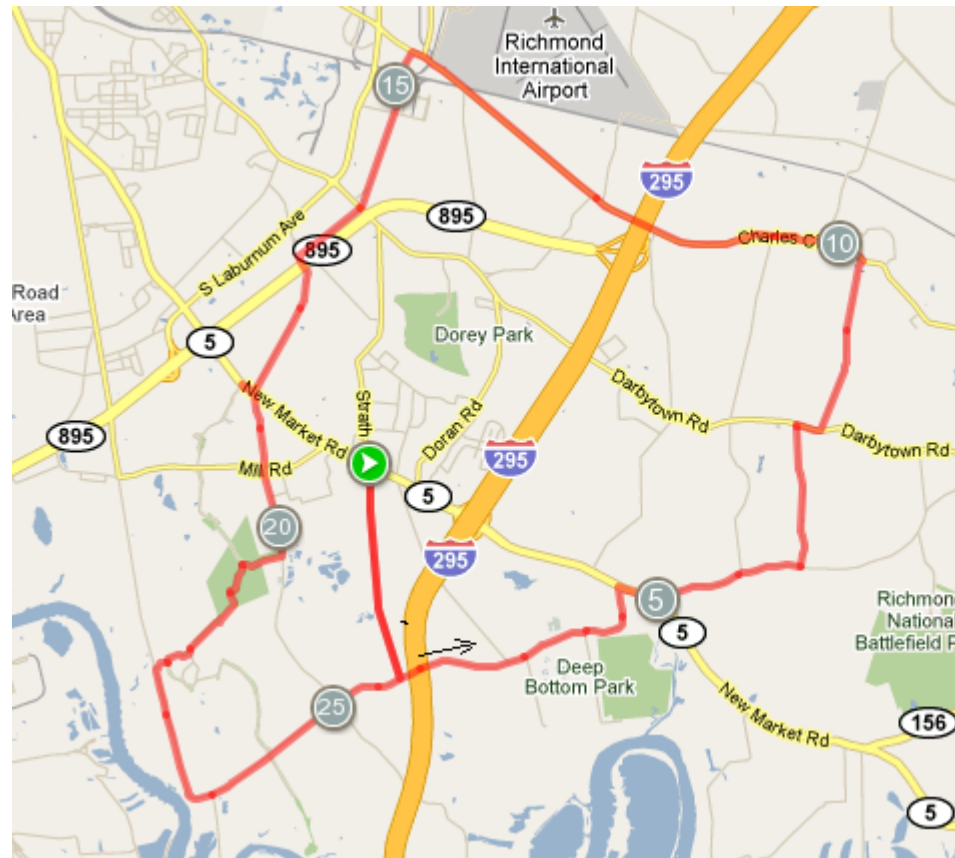 Richmond
International
Airport
15
295
895
895
S Laburnum Ave
Charles C
10
Road
Area
5
Dorey Park
Strath
New Market Rd
Doran Rd
Darbytown Rd
Darbytown Rd
895
Mill Rd
295
5
20
295
5
5
Richmon
National
Battlefield P
Deep
Bottom Park
25
New Market Rd
156
5